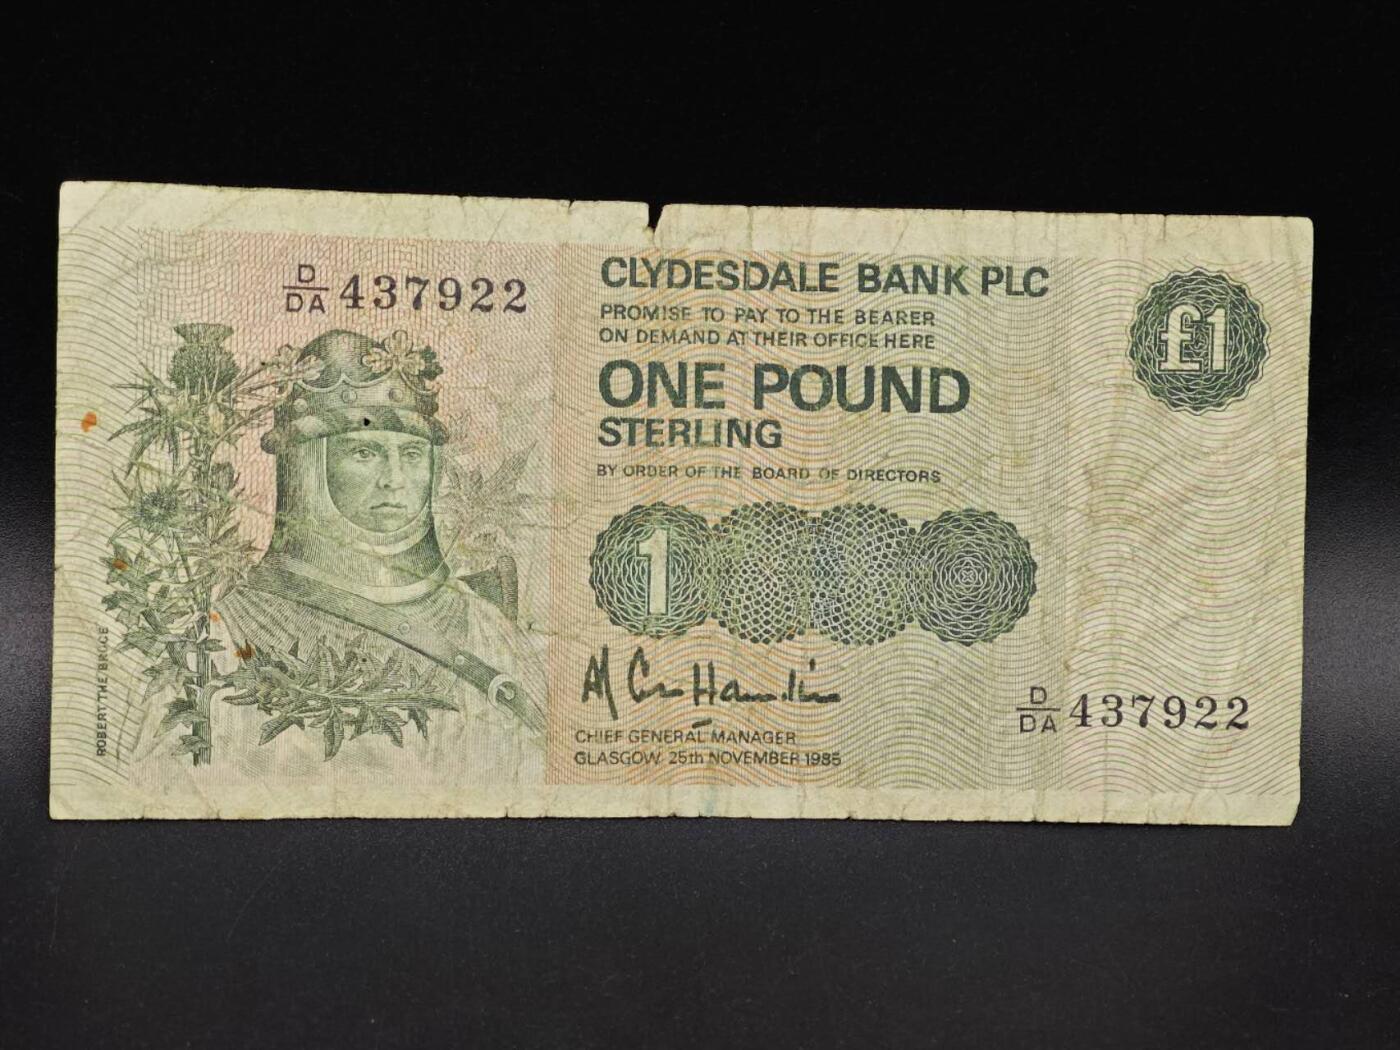 D/DA 437922
CLYDESDALE BANK PLC
PROMISE TO PAY TO THE BEARER
ON DEMAND AT THEIR OFFICE HERE
ONE POUND
STERLING
BY ORDER OF THE BOARD OF DIRECTORS
£1
1
CHIEF GENERAL MANAGER
GLASGOW 25th NOVEMBER 1985
D/DA 437922
ROBERT THE BRUCE